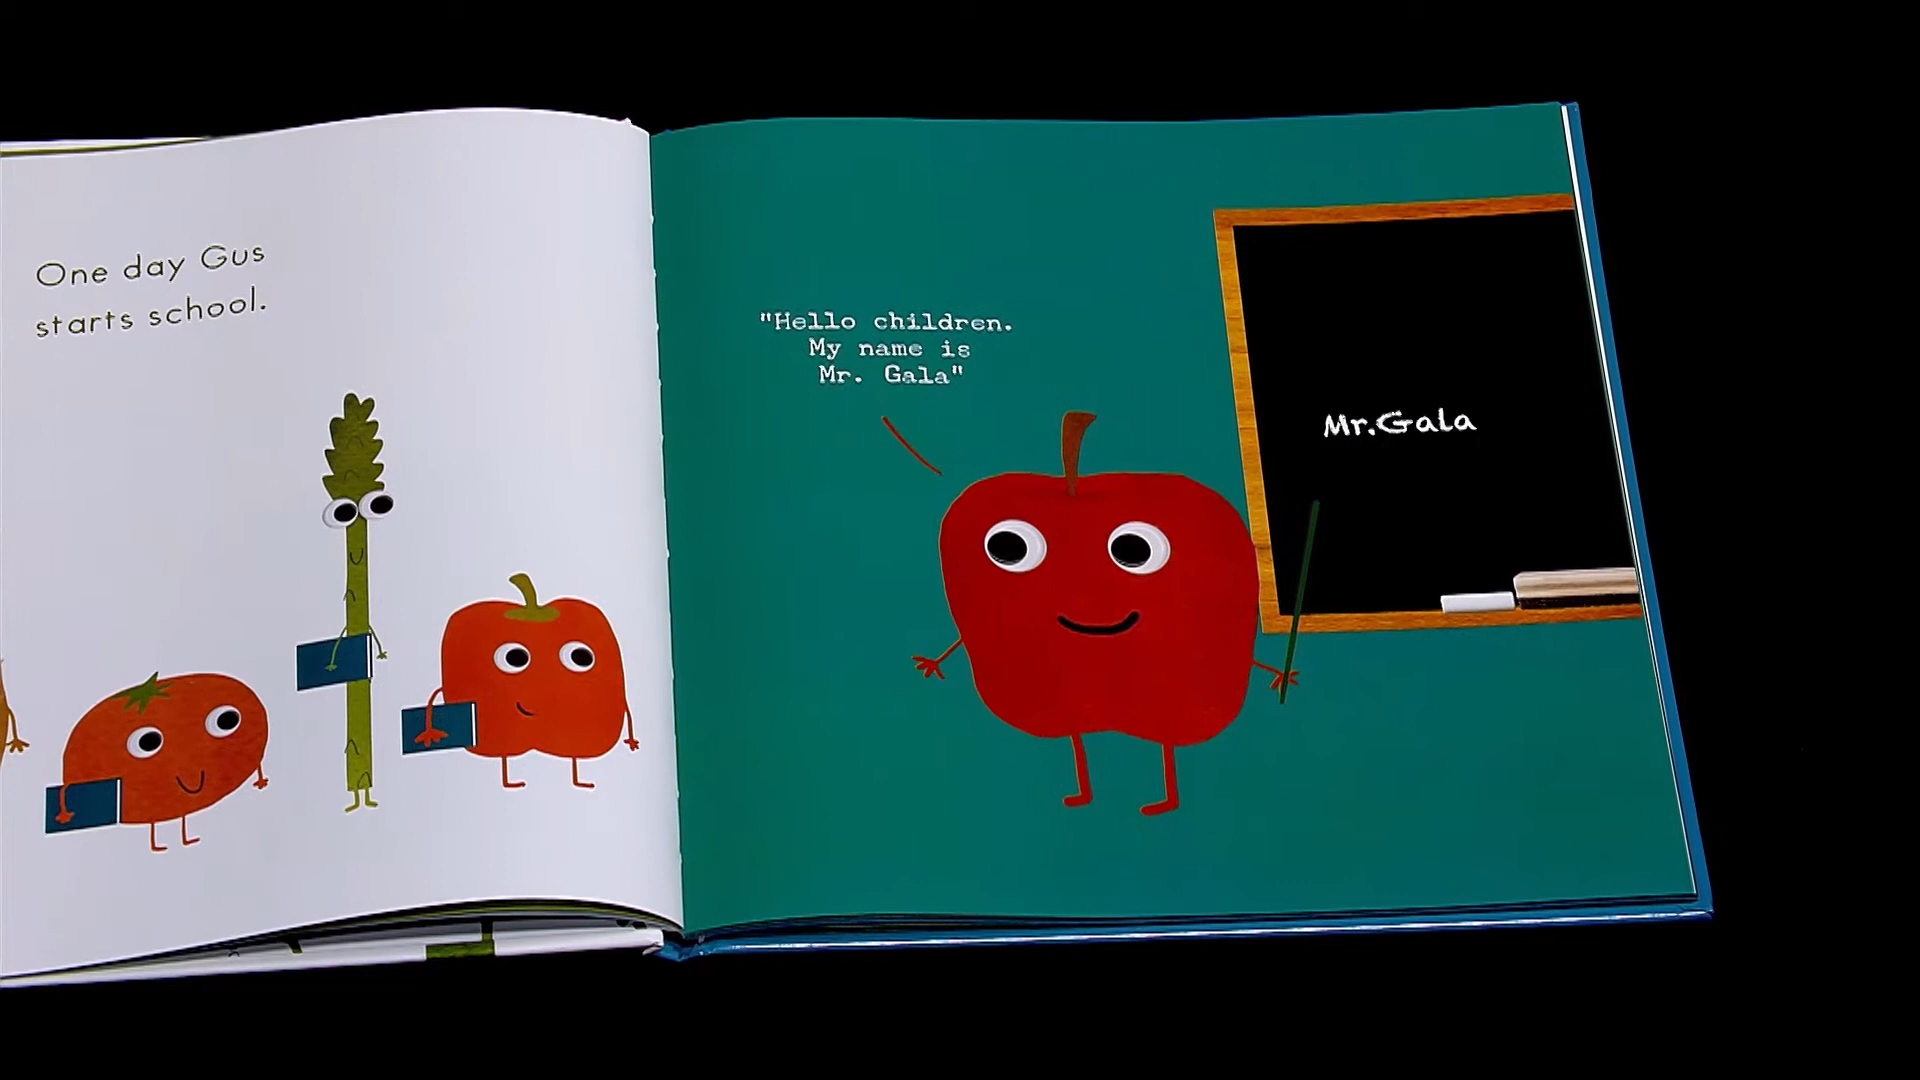 One day Gus
starts school.
"Hello children.
My name is
Mr. Gala"
Mr.Gala